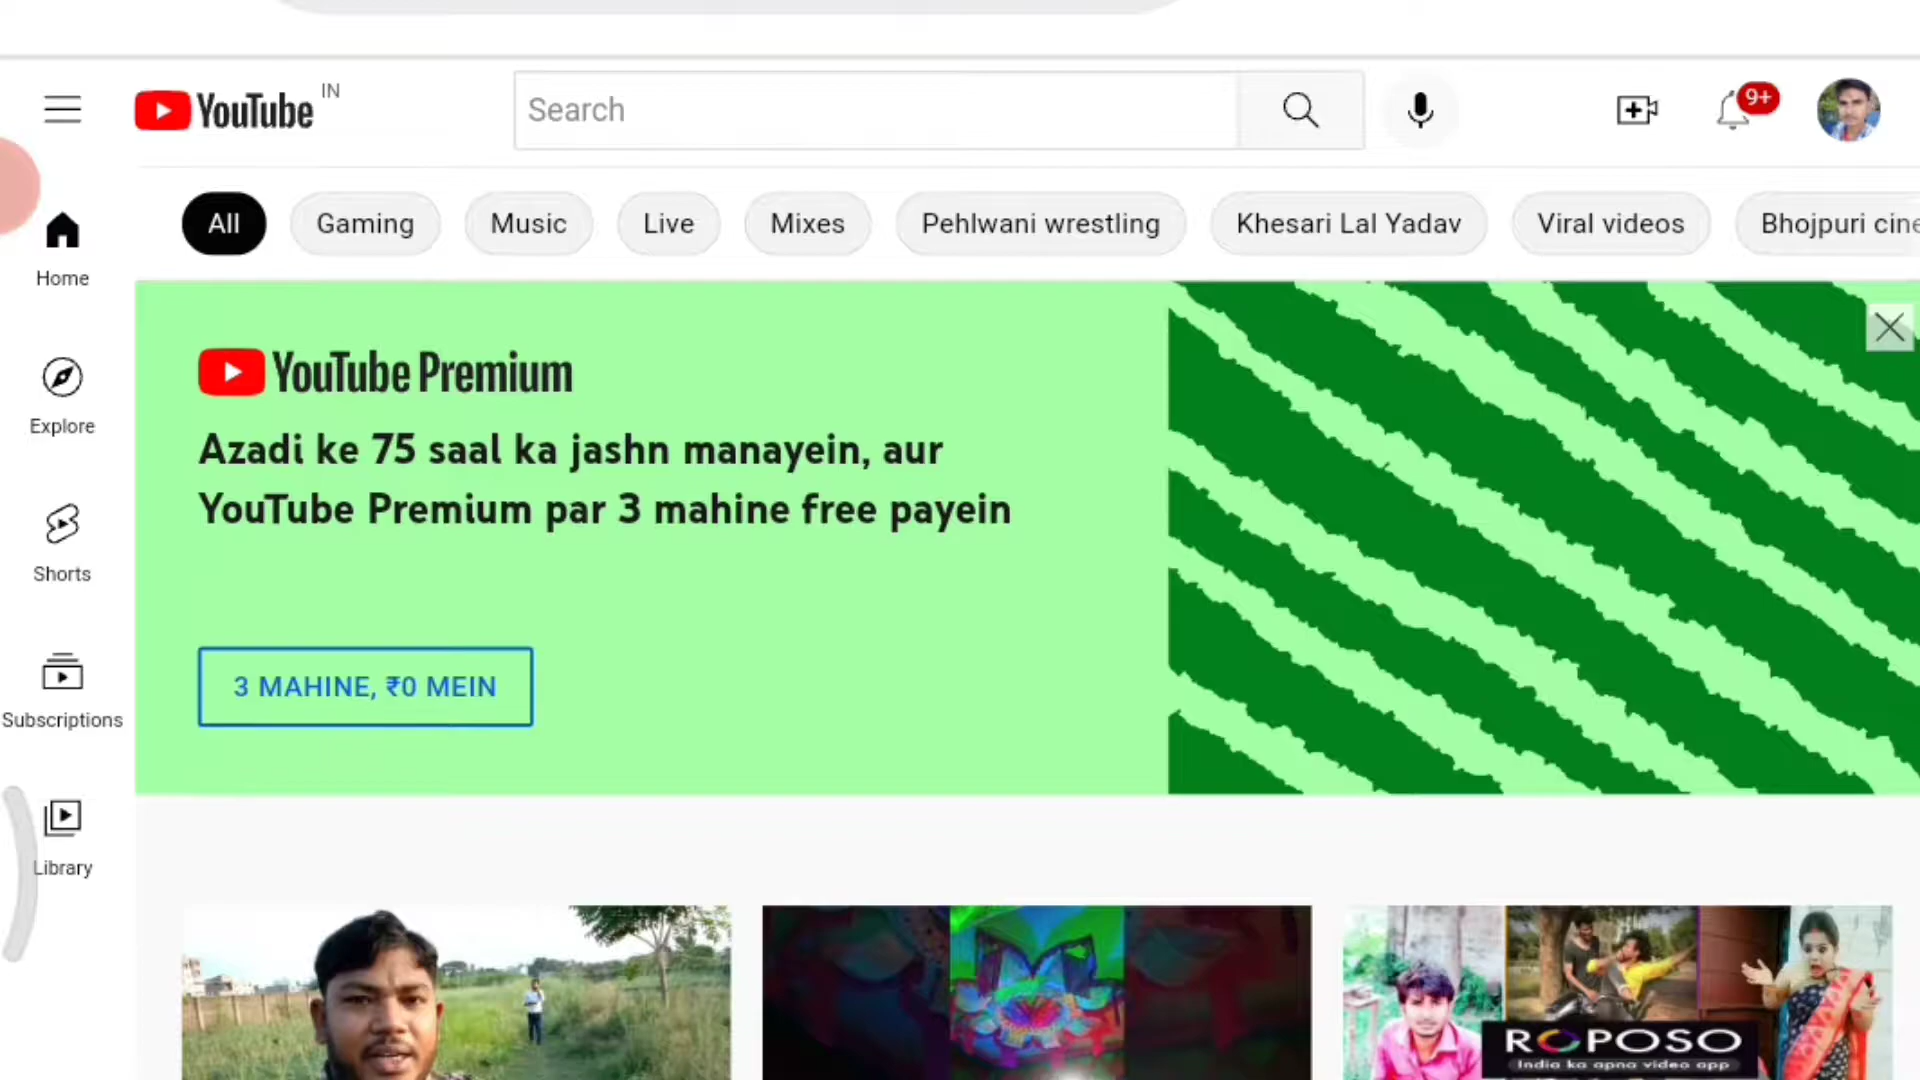 YouTube IN
Search
9+
All Gaming Music Live Mixes Pehlwani wrestling Khesari Lal Yadav Viral videos Bhojpuri cine
Home
Explore
Shorts
Subscriptions
Library
YouTube Premium
Azadi ke 75 saal ka jashn manayein, aur
YouTube Premium par 3 mahine free payein
3 MAHINE, ₹0 MEIN
ROPOSO
India ka apna video app